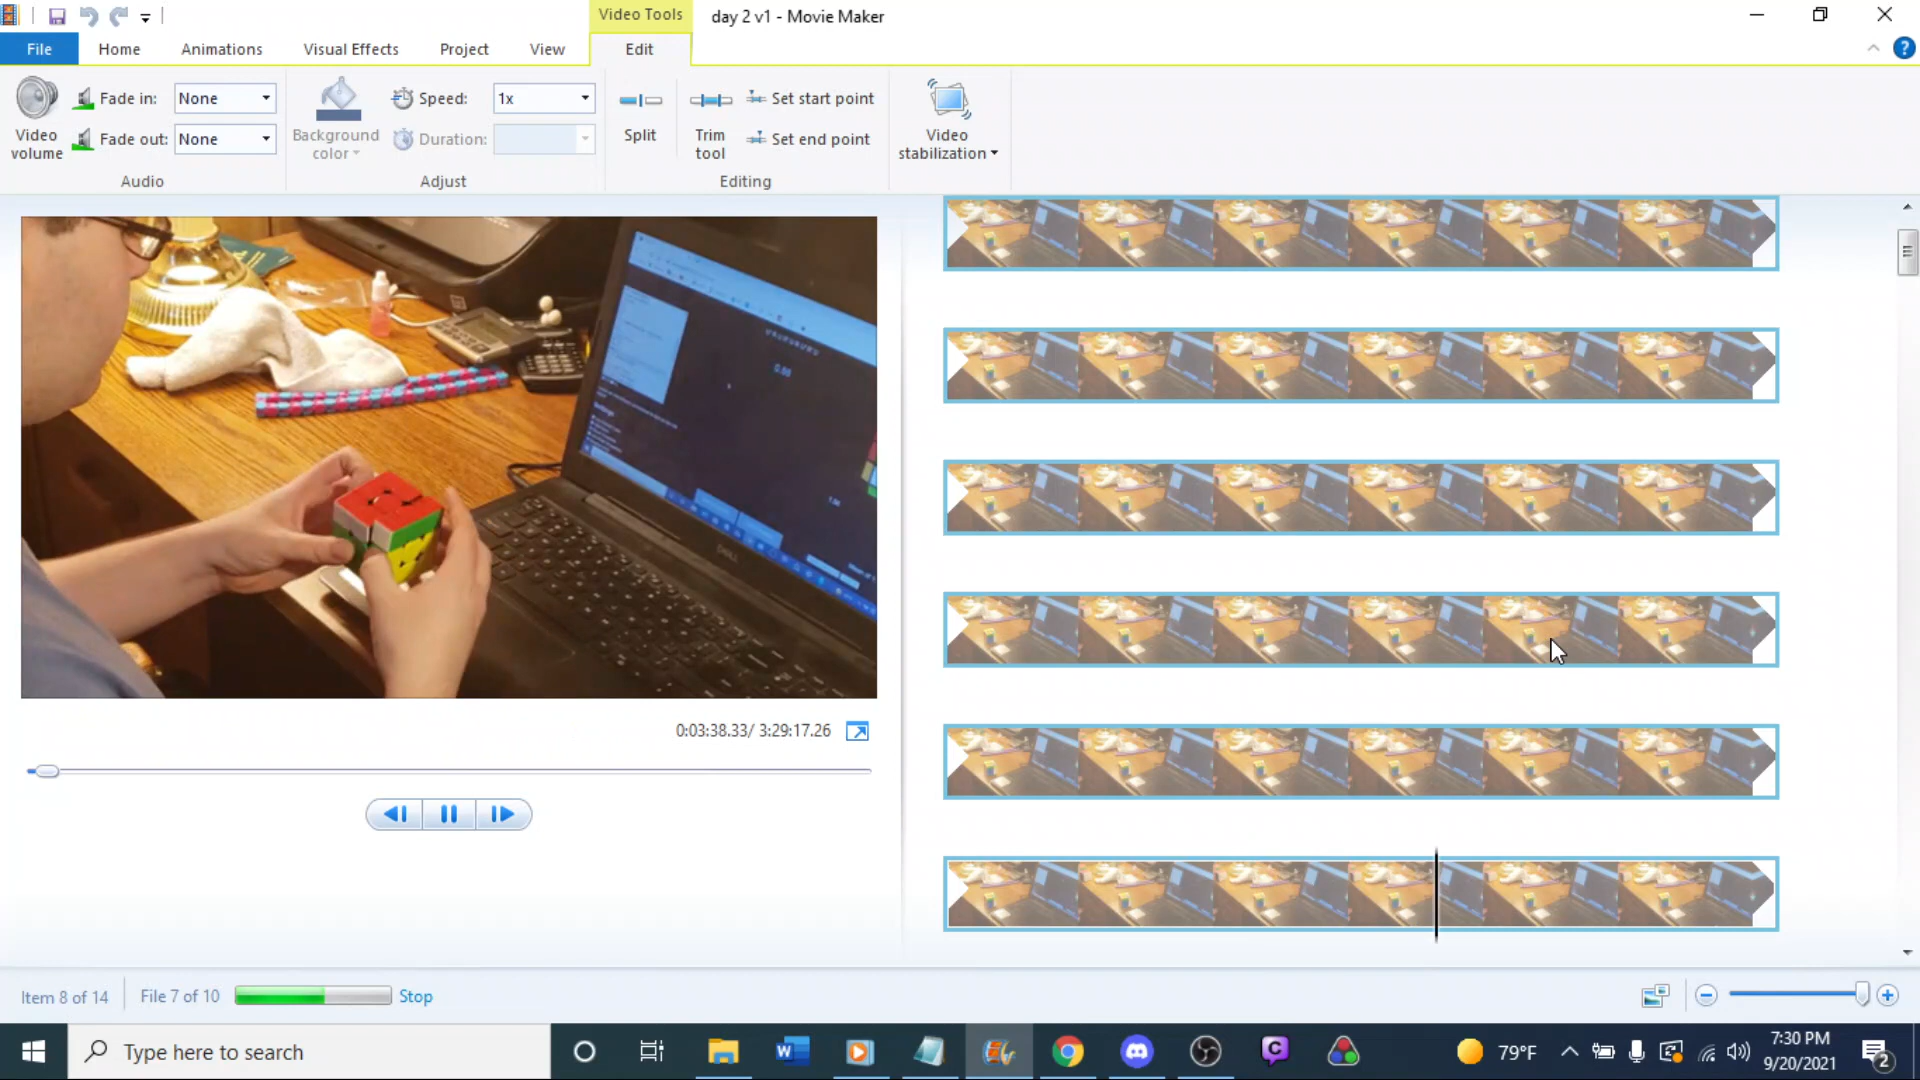 Video Tools
day 2 v1 - Movie Maker
File
Home
Animations
Visual Effects
Project
View
Edit
Video volume
Fade in:
None
Fade out:
None
Audio
Background color
Speed:
1x
Duration:
Adjust
Split
Trim tool
Set start point
Set end point
Editing
Video stabilization
0:03:38.33/ 3:29:17.26
Item 8 of 14
File 7 of 10
Stop
Type here to search
79°F
7:30 PM
9/20/2021
2